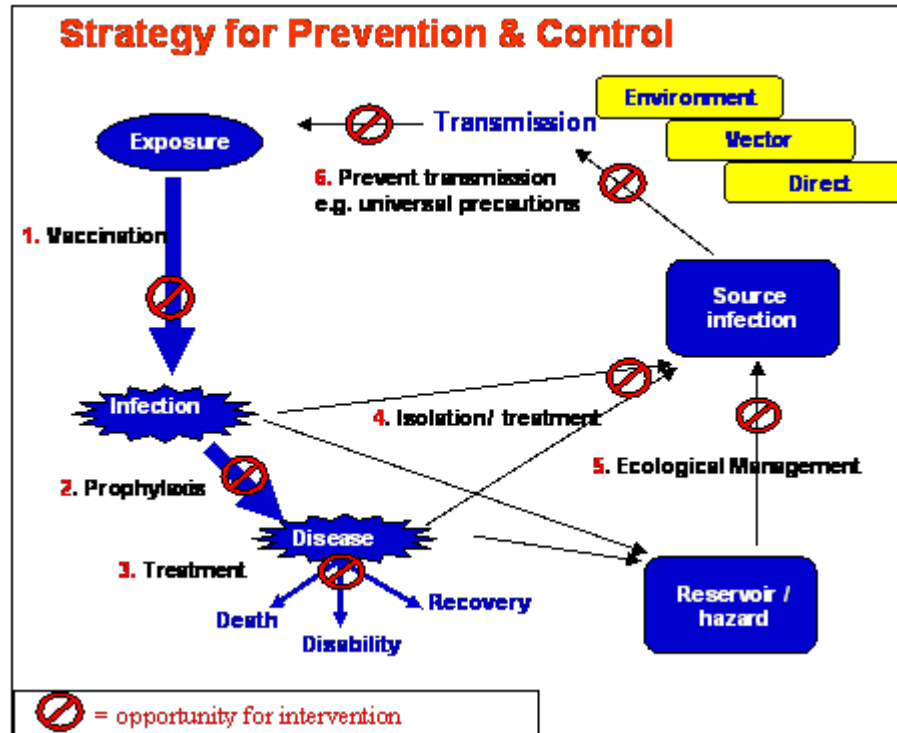 Strategy for Prevention & Control
Environment
Vector
Direct
Transmission
Exposure
6. Prevent transmission
e.g. universal precautions
1. Vaccination
Source
infection
Infection
4. Isolation/ treatment
5. Ecological Management
2. Prophylaxis
Disease
3. Treatment
Death
Disability
Recovery
Reservoir /
hazard
= opportunity for intervention